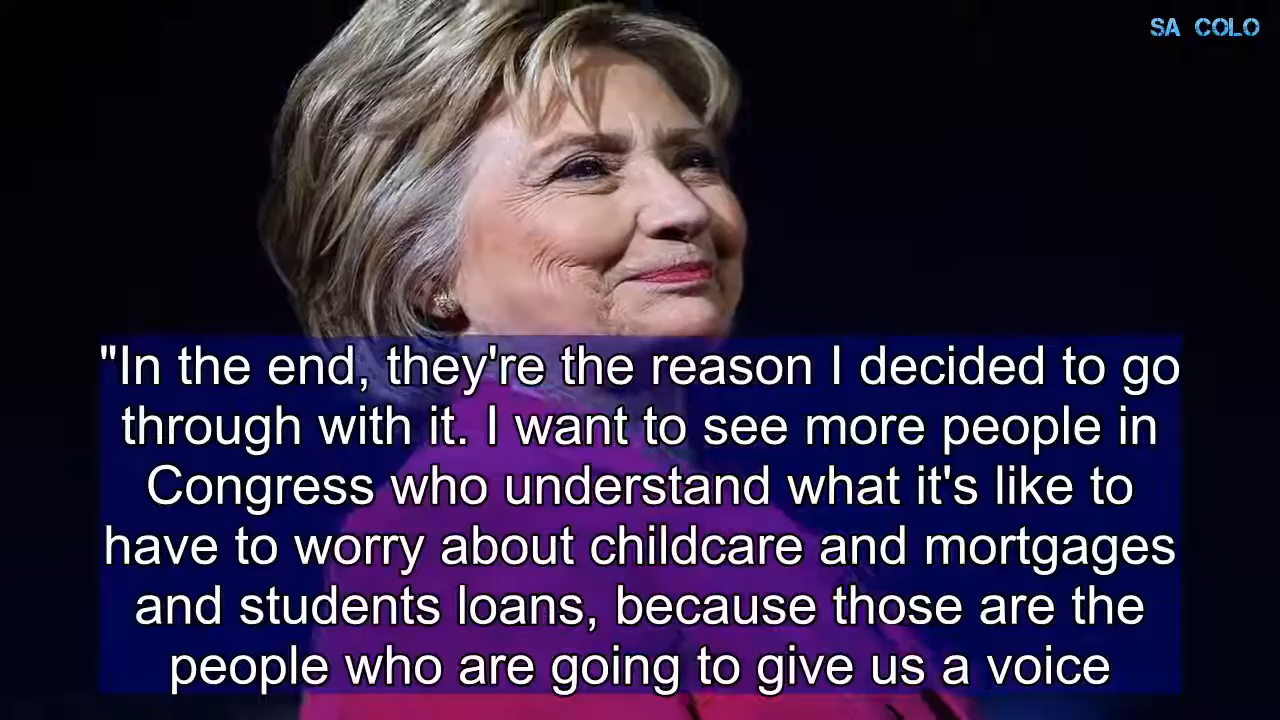 SA COLO
"In the end, they're the reason I decided to go
through with it. I want to see more people in
Congress who understand what it's like to
have to worry about childcare and mortgages
and students loans, because those are the
people who are going to give us a voice